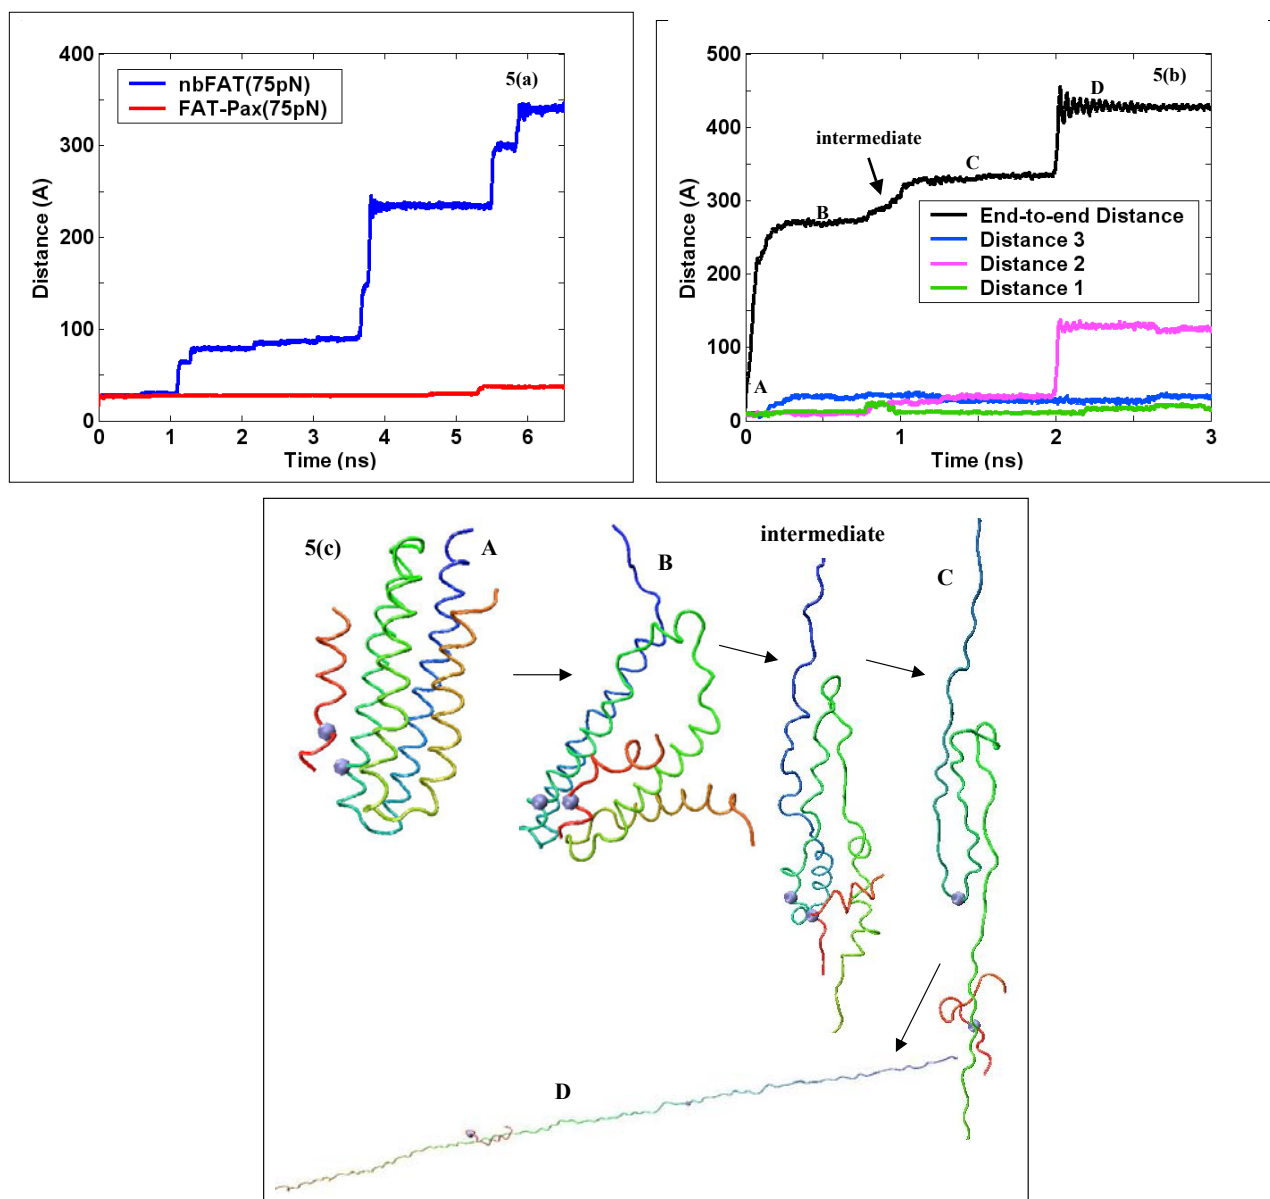 400
300
200
100
0
Distance (A)
nbFAT(75pN)
FAT-Pax(75pN)
5(a)
0 1 2 3 4 5 6
Time (ns)
500
400
300
200
100
0
Distance (A)
5(b)
D
intermediate
C
B
A
End-to-end Distance
Distance 3
Distance 2
Distance 1
0 1 2 3
Time (ns)
5(c)
A
B
intermediate
C
D